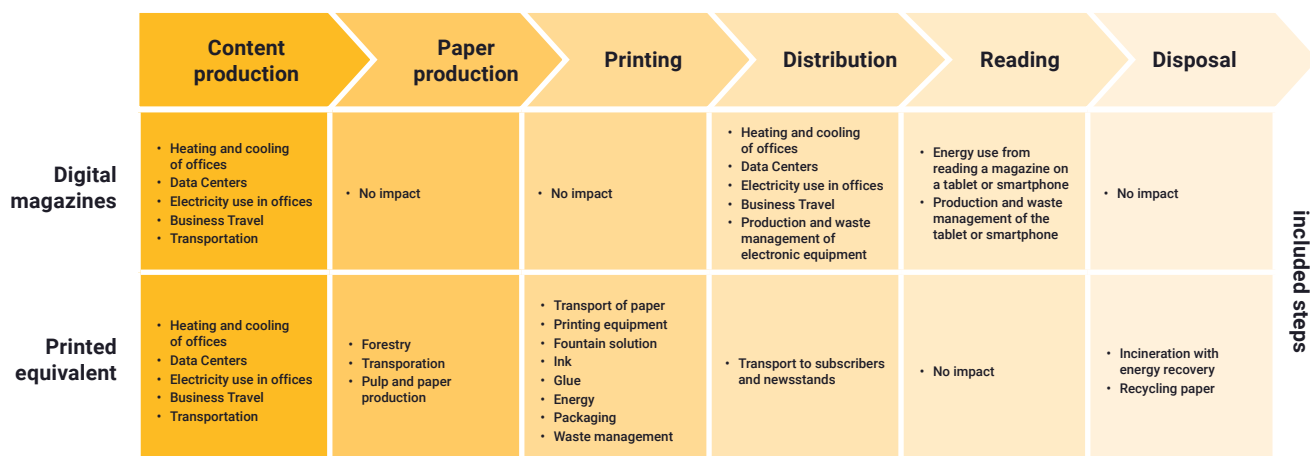 Content
production
Paper
production
Printing
Distribution
Reading
Disposal
Digital
magazines
• Heating and cooling
of offices
• Data Centers
• Electricity use in offices
• Business Travel
• Transportation
• No impact
• No impact
• Heating and cooling
of offices
• Data Centers
• Electricity use in offices
• Business Travel
• Production and waste
management of
electronic equipment
• Energy use from
reading a magazine on
a tablet or smartphone
• Production and waste
management of the
tablet or smartphone
• No impact
Printed
equivalent
• Heating and cooling
of offices
• Data Centers
• Electricity use in offices
• Business Travel
• Transportation
• Forestry
• Transporation
• Pulp and paper
production
• Transport of paper
• Printing equipment
• Fountain solution
• Ink
• Glue
• Energy
• Packaging
• Waste management
• Transport to subscribers
and newsstands
• No impact
• Incineration with
energy recovery
• Recycling paper
included steps